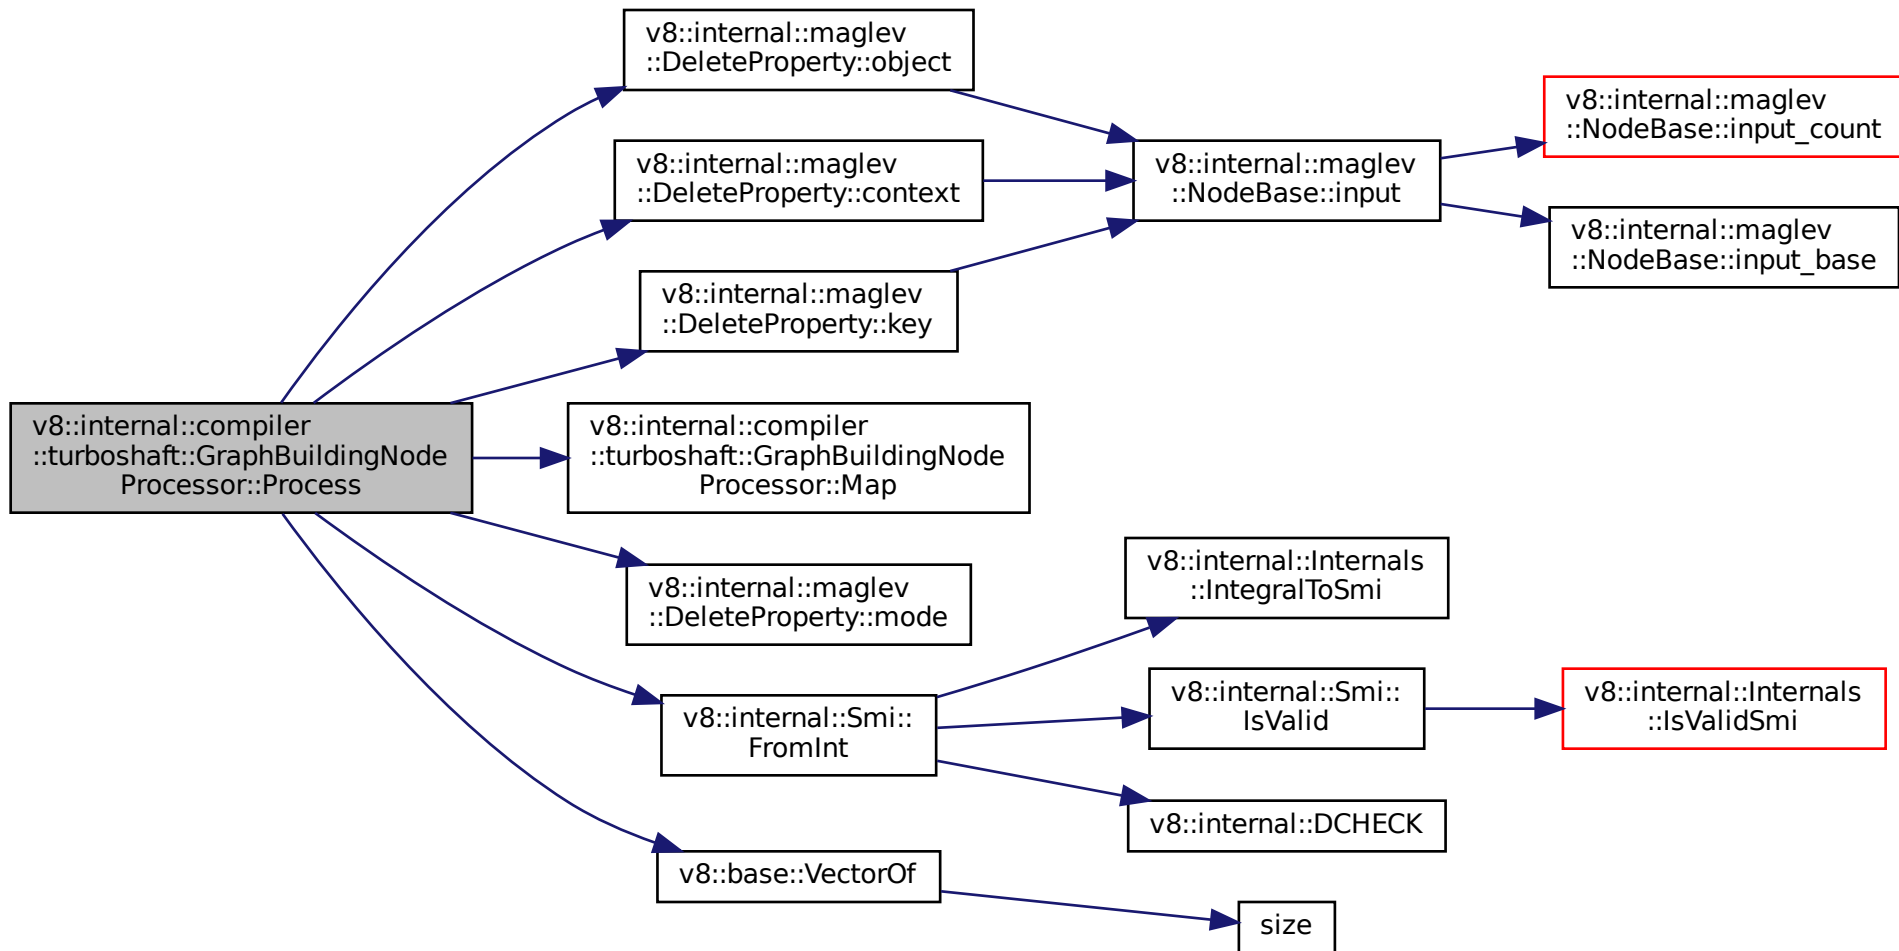 v8::internal::maglev
::DeleteProperty::object
v8::internal::maglev
::NodeBase::input_count
v8::internal::maglev
::DeleteProperty::context
v8::internal::maglev
::NodeBase::input
v8::internal::maglev
::NodeBase::input_base
v8::internal::maglev
::DeleteProperty::key
v8::internal::compiler
::turboshaft::GraphBuildingNode
Processor::Process
v8::internal::compiler
::turboshaft::GraphBuildingNode
Processor::Map
v8::internal::maglev
::DeleteProperty::mode
v8::internal::Internals
::IntegralToSmi
v8::internal::Smi::
FromInt
v8::internal::Smi::
IsValid
v8::internal::Internals
::IsValidSmi
v8::internal::DCHECK
v8::base::VectorOf
size